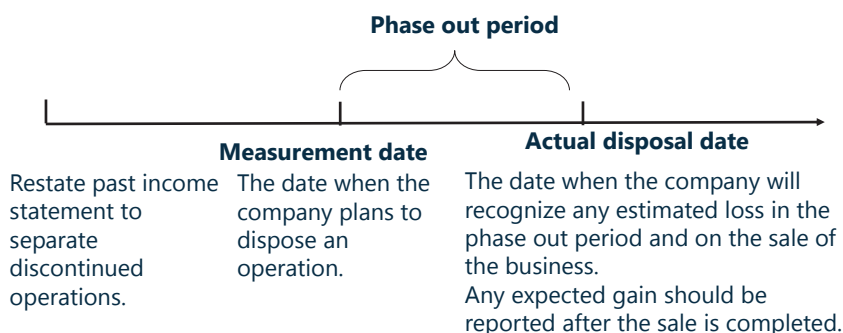 Phase out period
Measurement date
Actual disposal date
Restate past income
statement to
separate
discontinued
operations.
The date when the
company plans to
dispose an
operation.
The date when the company will
recognize any estimated loss in the
phase out period and on the sale of
the business.
Any expected gain should be
reported after the sale is completed.